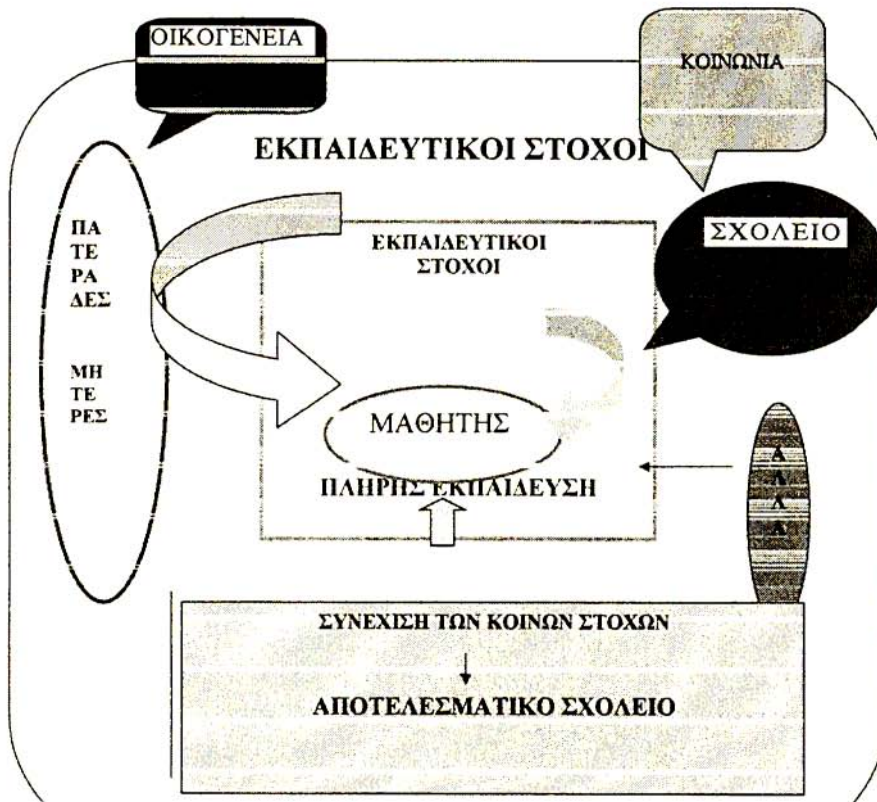 ΟΙΚΟΓΕΝΕΙΑ
ΚΟΙΝΩΝΙΑ
ΕΚΠΑΙΔΕΥΤΙΚΟΙ ΣΤΟΧΟΙ
ΣΧΟΛΕΙΟ
ΠΑ
ΤΕ
ΡΑ
ΔΕΣ
ΜΗ
ΤΕ
ΡΕΣ
ΕΚΠΑΙΔΕΥΤΙΚΟΙ
ΣΤΟΧΟΙ
ΜΑΘΗΤΗΣ
ΠΛΗΡΗΣ ΕΚΠΑΙΔΕΥΣΗ
ΣΥΝΕΧΙΣΗ ΤΩΝ ΚΟΙΝΩΝ ΣΤΟΧΩΝ
ΑΠΟΤΕΛΕΣΜΑΤΙΚΟ ΣΧΟΛΕΙΟ